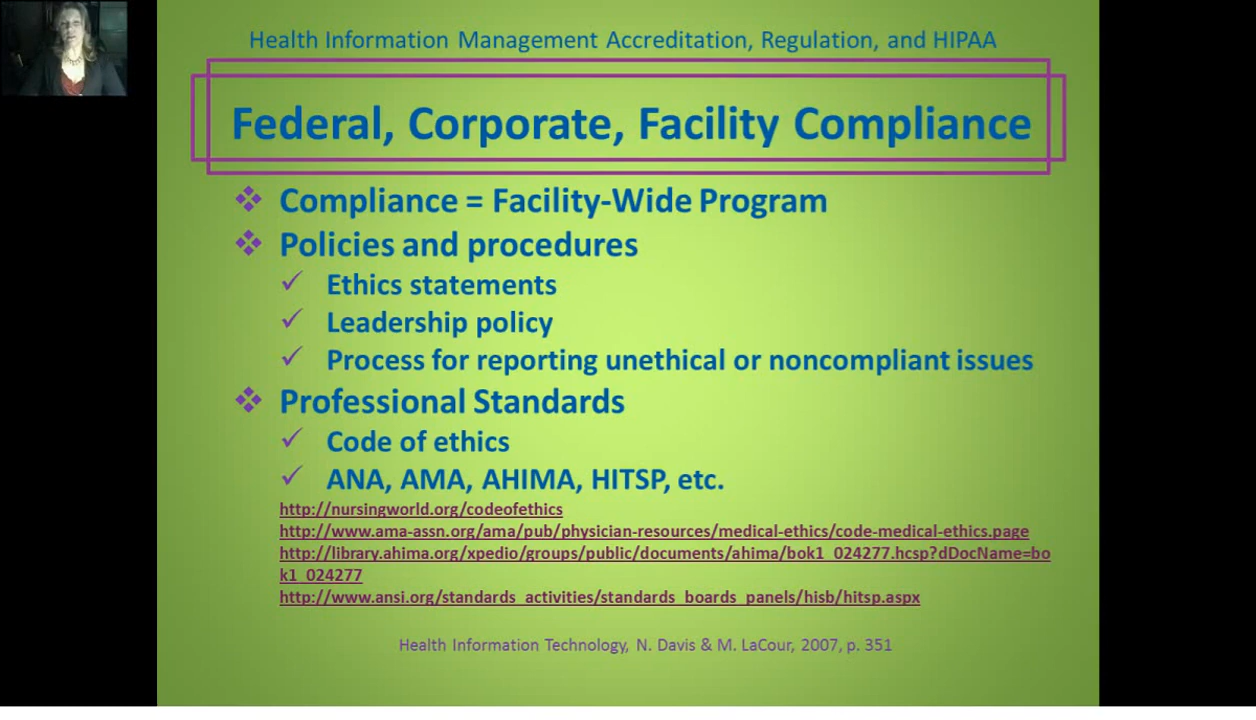 Health Information Management Accreditation, Regulation, and HIPAA
Federal, Corporate, Facility Compliance
Compliance = Facility-Wide Program
Policies and procedures
Ethics statements
Leadership policy
Process for reporting unethical or noncompliant issues
Professional Standards
Code of ethics
ANA, AMA, AHIMA, HITSP, etc.
http://nursingworld.org/codeofethics
http://www.ama-assn.org/ama/pub/physician-resources/medical-ethics/code-medical-ethics.page
http://library.ahima.org/xpedio/groups/public/documents/ahima/bok1_024277.hcsp?dDocName=bo
k1_024277
http://www.ansi.org/standards_activities/standards_boards_panels/hisb/hitsp.aspx
Health Information Technology, N. Davis & M. LaCour, 2007, p. 351